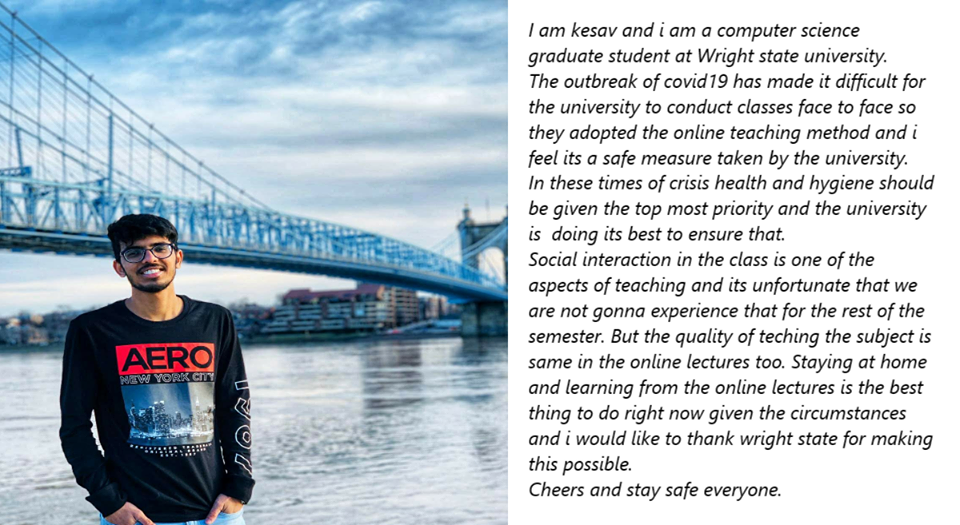 I am kesav and i am a computer science
graduate student at Wright state university.
The outbreak of covid19 has made it difficult for
the university to conduct classes face to face so
they adopted the online teaching method and i
feel its a safe measure taken by the university.
In these times of crisis health and hygiene should
be given the top most priority and the university
is  doing its best to ensure that.
Social interaction in the class is one of the
aspects of teaching and its unfortunate that we
are not gonna experience that for the rest of the
semester. But the quality of teching the subject is
same in the online lectures too. Staying at home
and learning from the online lectures is the best
thing to do right now given the circumstances
and i would like to thank wright state for making
this possible.
Cheers and stay safe everyone.
AERO
NEW YORK CITY